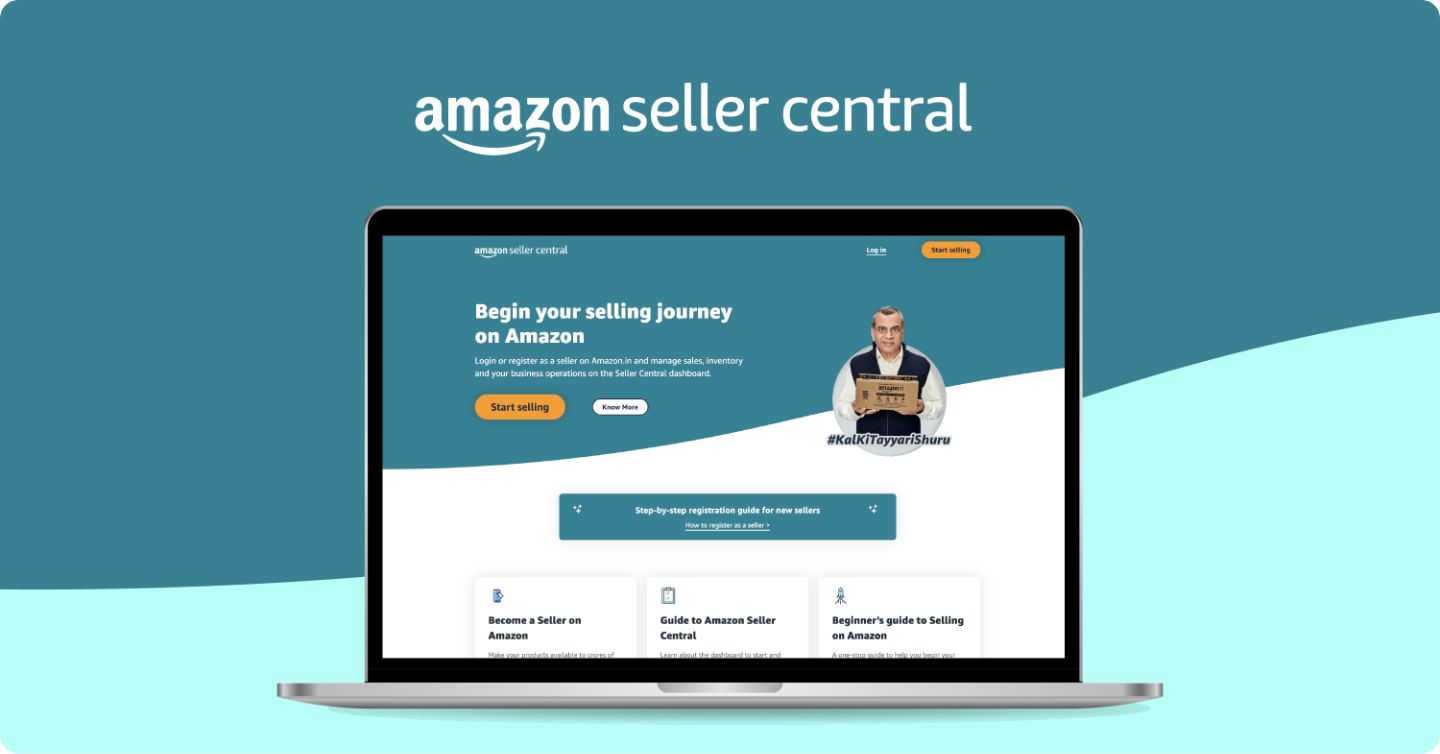 amazon seller central
amazon seller central
Log in
Start selling
Begin your selling journey
on Amazon
Login or register as a seller on Amazon.in and manage sales, inventory
and your business operations on the Seller Central dashboard.
Start selling
Know More
amazon.in
#KalKiTayyariShuru
Step-by-step registration guide for new sellers
How to register as a seller >
Become a Seller on
Amazon
Make your products available to crores of
Guide to Amazon Seller
Central
Learn about the dashboard to start and
Beginner's guide to Selling
on Amazon
A one-stop guide to help you begin your